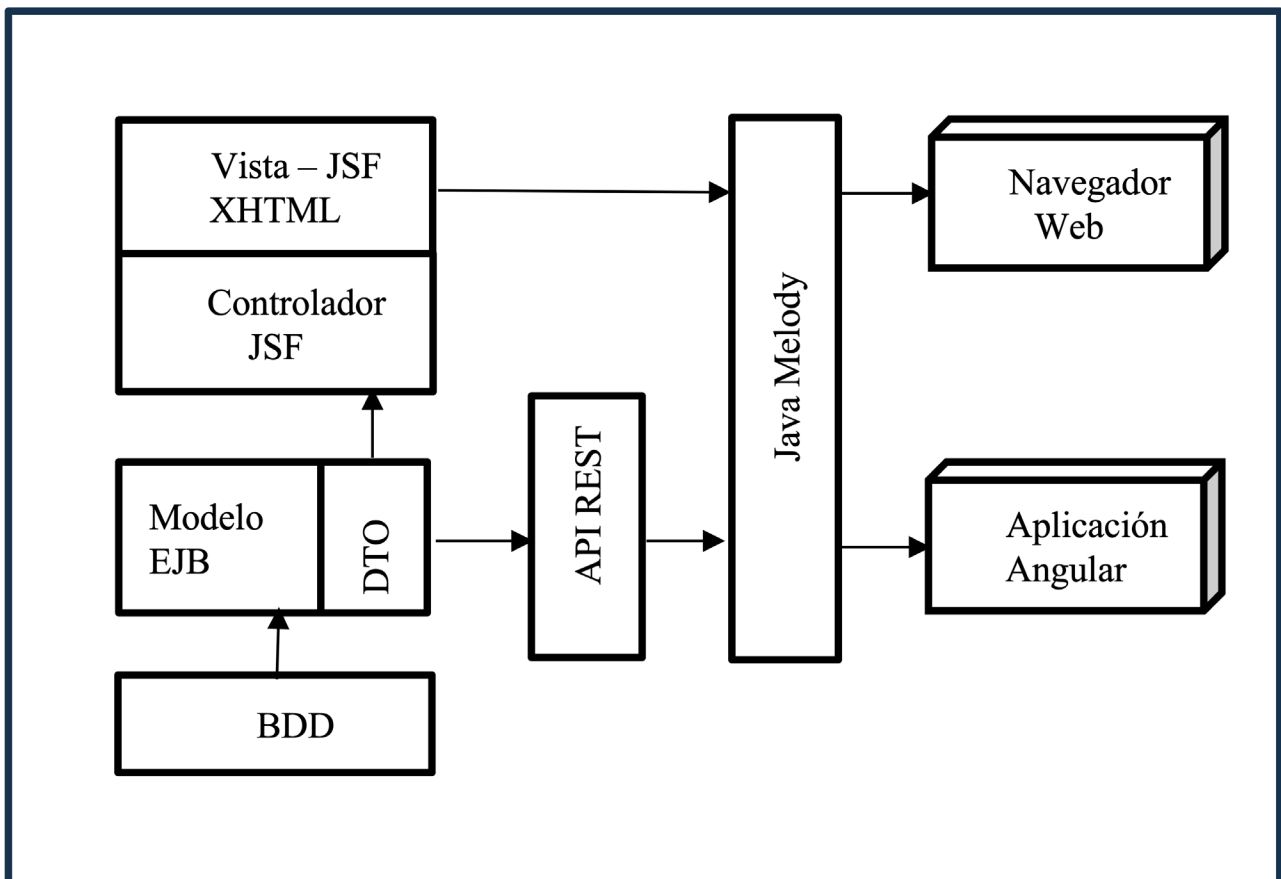 Vista – JSF
XHTML
Controlador
JSF
Modelo
EJB
DTO
BDD
API REST
Java Melody
Navegador
Web
Aplicación
Angular